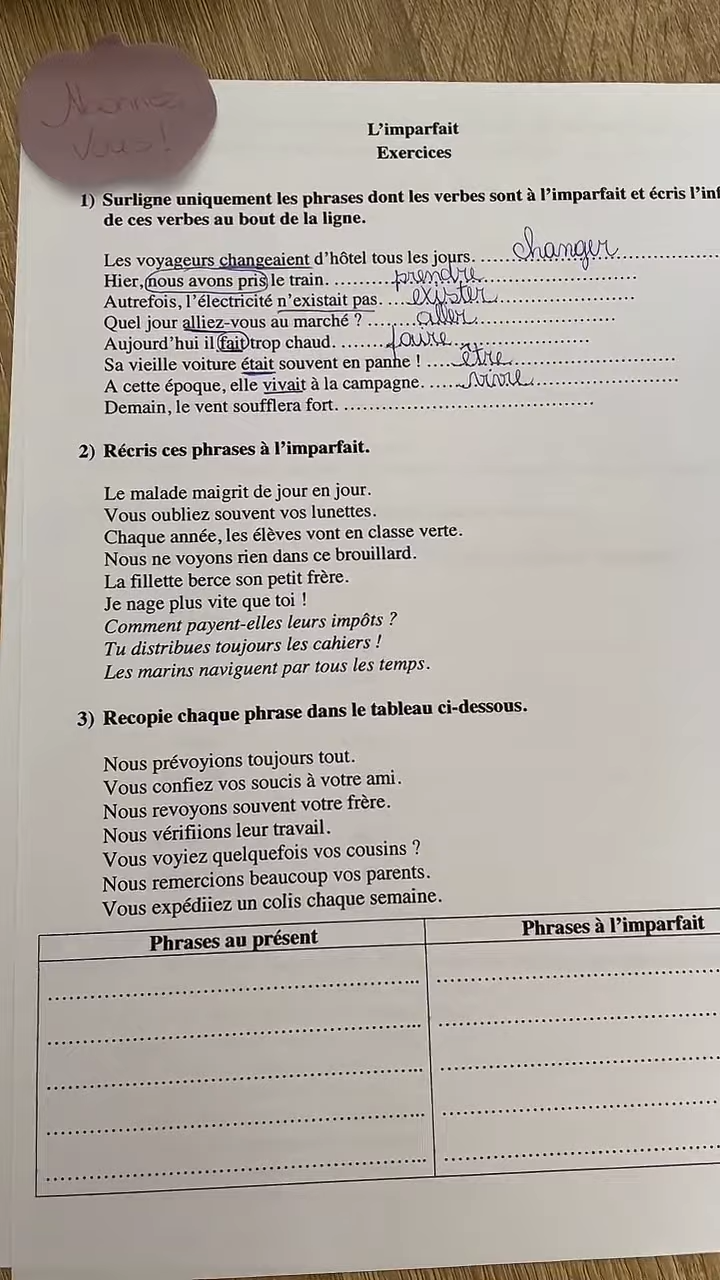 Abonnez
Vous!
L'imparfait
Exercices
1) Surligne uniquement les phrases dont les verbes sont à l'imparfait et écris l'inf
de ces verbes au bout de la ligne.
Les voyageurs changeaient d'hôtel tous les jours. ..... changer .....
Hier, nous avons pris le train. ..... prendre .....
Autrefois, l'électricité n'existait pas. ..... exister .....
Quel jour alliez-vous au marché ? ..... aller .....
Aujourd'hui il fait trop chaud. ..... faire .....
Sa vieille voiture était souvent en panne ! ..... être .....
A cette époque, elle vivait à la campagne. ..... vivre .....
Demain, le vent soufflera fort. .....
2) Récris ces phrases à l'imparfait.
Le malade maigrit de jour en jour.
Vous oubliez souvent vos lunettes.
Chaque année, les élèves vont en classe verte.
Nous ne voyons rien dans ce brouillard.
La fillette berce son petit frère.
Je nage plus vite que toi !
Comment payent-elles leurs impôts ?
Tu distribues toujours les cahiers !
Les marins naviguent par tous les temps.
3) Recopie chaque phrase dans le tableau ci-dessous.
Nous prévoyions toujours tout.
Vous confiez vos soucis à votre ami.
Nous revoyons souvent votre frère.
Nous vérifiions leur travail.
Vous voyiez quelquefois vos cousins ?
Nous remercions beaucoup vos parents.
Vous expédiiez un colis chaque semaine.
Phrases au présent
Phrases à l'imparfait